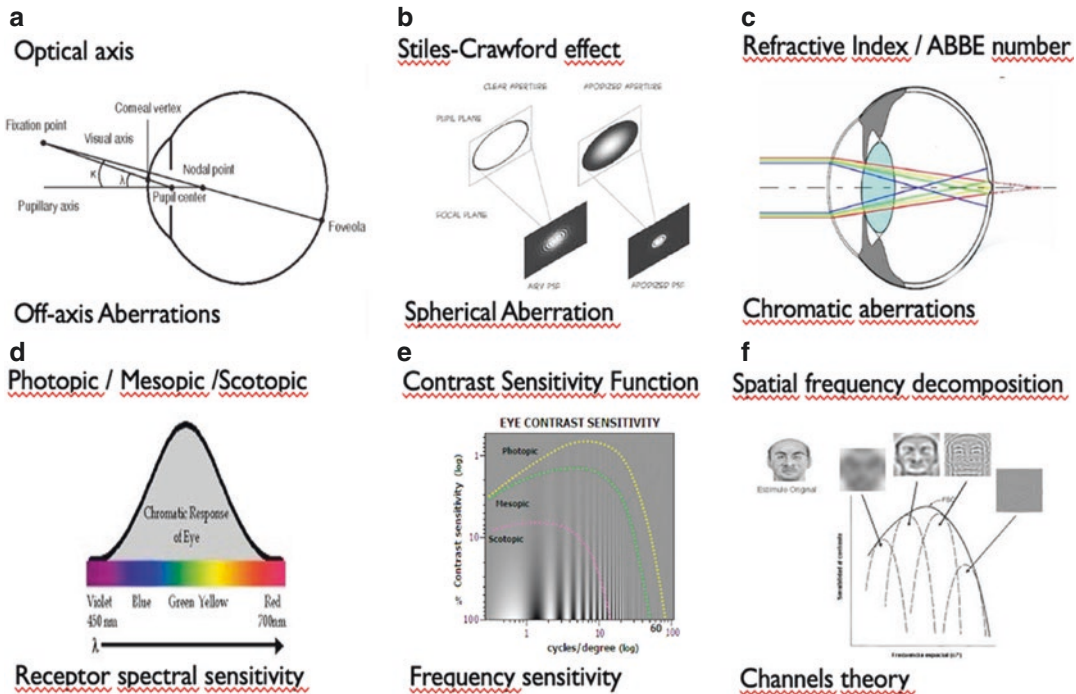 a
Optical axis
Corneal vertex
Fixation point
Visual axis
Nodal point
κ
λ
Pupil center
Pupillary axis
Foveola
Off-axis Aberrations
b
Stiles-Crawford effect
CLEAR APERTURE
APODIZED APERTURE
PUPIL PLANE
FOCAL PLANE
AIRY PSF
APODIZED PSF
Spherical Aberration
c
Refractive Index / ABBE number
Chromatic aberrations
d
Photopic / Mesopic /Scotopic
Chromatic Response
of Eye
Violet Blue Green Yellow Red
450 nm 700nm
λ
Receptor spectral sensitivity
e
Contrast Sensitivity Function
EYE CONTRAST SENSITIVITY
Photopic
Mesopic
Scotopic
% Contrast sensitivity (log)
1
10
100
1 10 60 100
cycles/degree (log)
Frequency sensitivity
f
Spatial frequency decomposition
Estímulo Original
Frequencia espacial
Channels theory